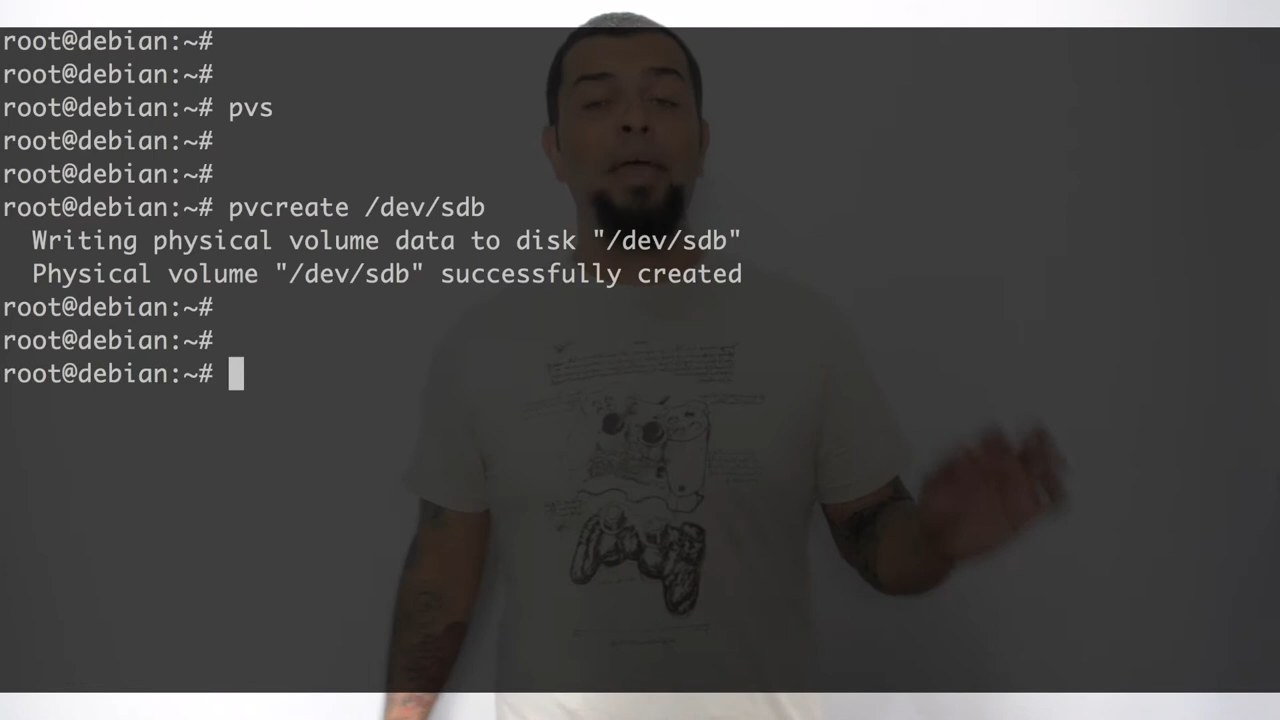 root@debian:~#
root@debian:~#
root@debian:~# pvs
root@debian:~#
root@debian:~#
root@debian:~# pvcreate /dev/sdb
Writing physical volume data to disk "/dev/sdb"
Physical volume "/dev/sdb" successfully created
root@debian:~#
root@debian:~#
root@debian:~#